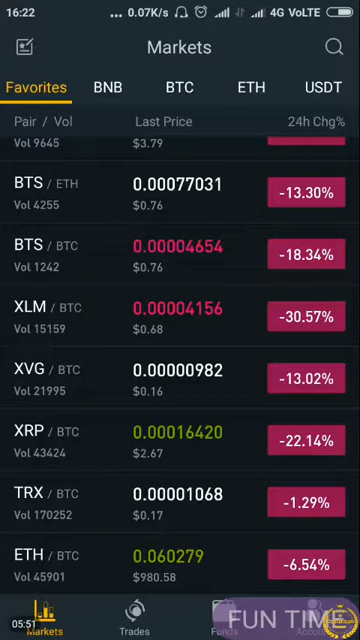 16:22
... 0.07K/s 4G VoLTE
Markets
Favorites BNB BTC ETH USDT
Pair / Vol Last Price 24h Chg%
Vol 9645 $3.79
BTS / ETH 0.00077031 -13.30%
Vol 4255 $0.76
BTS / BTC 0.00004654 -18.34%
Vol 1242 $0.76
XLM / BTC 0.00004156 -30.57%
Vol 15159 $0.68
XVG / BTC 0.00000982 -13.02%
Vol 21995 $0.16
XRP / BTC 0.00016420 -22.14%
Vol 43424 $2.67
TRX / BTC 0.00001068 -1.29%
Vol 170252 $0.17
ETH / BTC 0.060279 -6.54%
Vol 45901 $980.58
05:51
FUN TIME
Markets Trades Funds